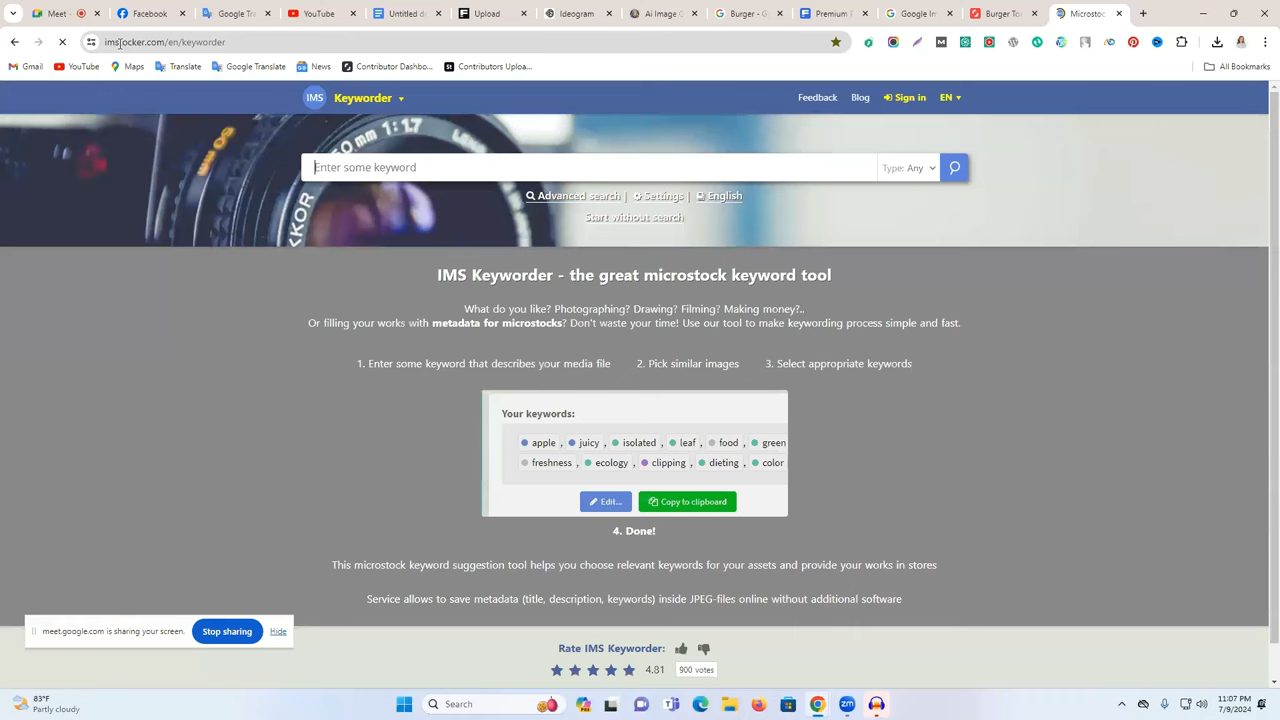 Meet
Facebook
Google Tra
YouTube
Untitled do
Upload
Ideogram
Ai Image G
Burger - G
Premium
Google Im
Burger To
Microstoc
imstocker.com/en/keyworder
Gmail
YouTube
Maps
Translate
Google Translate
News
Contributor Dashbo...
Contributors Uploa...
All Bookmarks
IMS
Keyworder
Feedback
Blog
Sign in
EN
Enter some keyword
Type: Any
Advanced search |
Settings |
English
Start without search
IMS Keyworder - the great microstock keyword tool
What do you like? Photographing? Drawing? Filming? Making money?..
Or filling your works with metadata for microstocks? Don't waste your time! Use our tool to make keywording process simple and fast.
1. Enter some keyword that describes your media file
2. Pick similar images
3. Select appropriate keywords
Your keywords:
apple , juicy , isolated , leaf , food , green
freshness , ecology , clipping , dieting , color
Edit...
Copy to clipboard
4. Done!
This microstock keyword suggestion tool helps you choose relevant keywords for your assets and provide your works in stores
Service allows to save metadata (title, description, keywords) inside JPEG-files online without additional software
meet.google.com is sharing your screen.
Stop sharing
Hide
Rate IMS Keyworder:
4.81
900 votes
83°F
Partly cloudy
Search
11:07 PM
7/9/2024